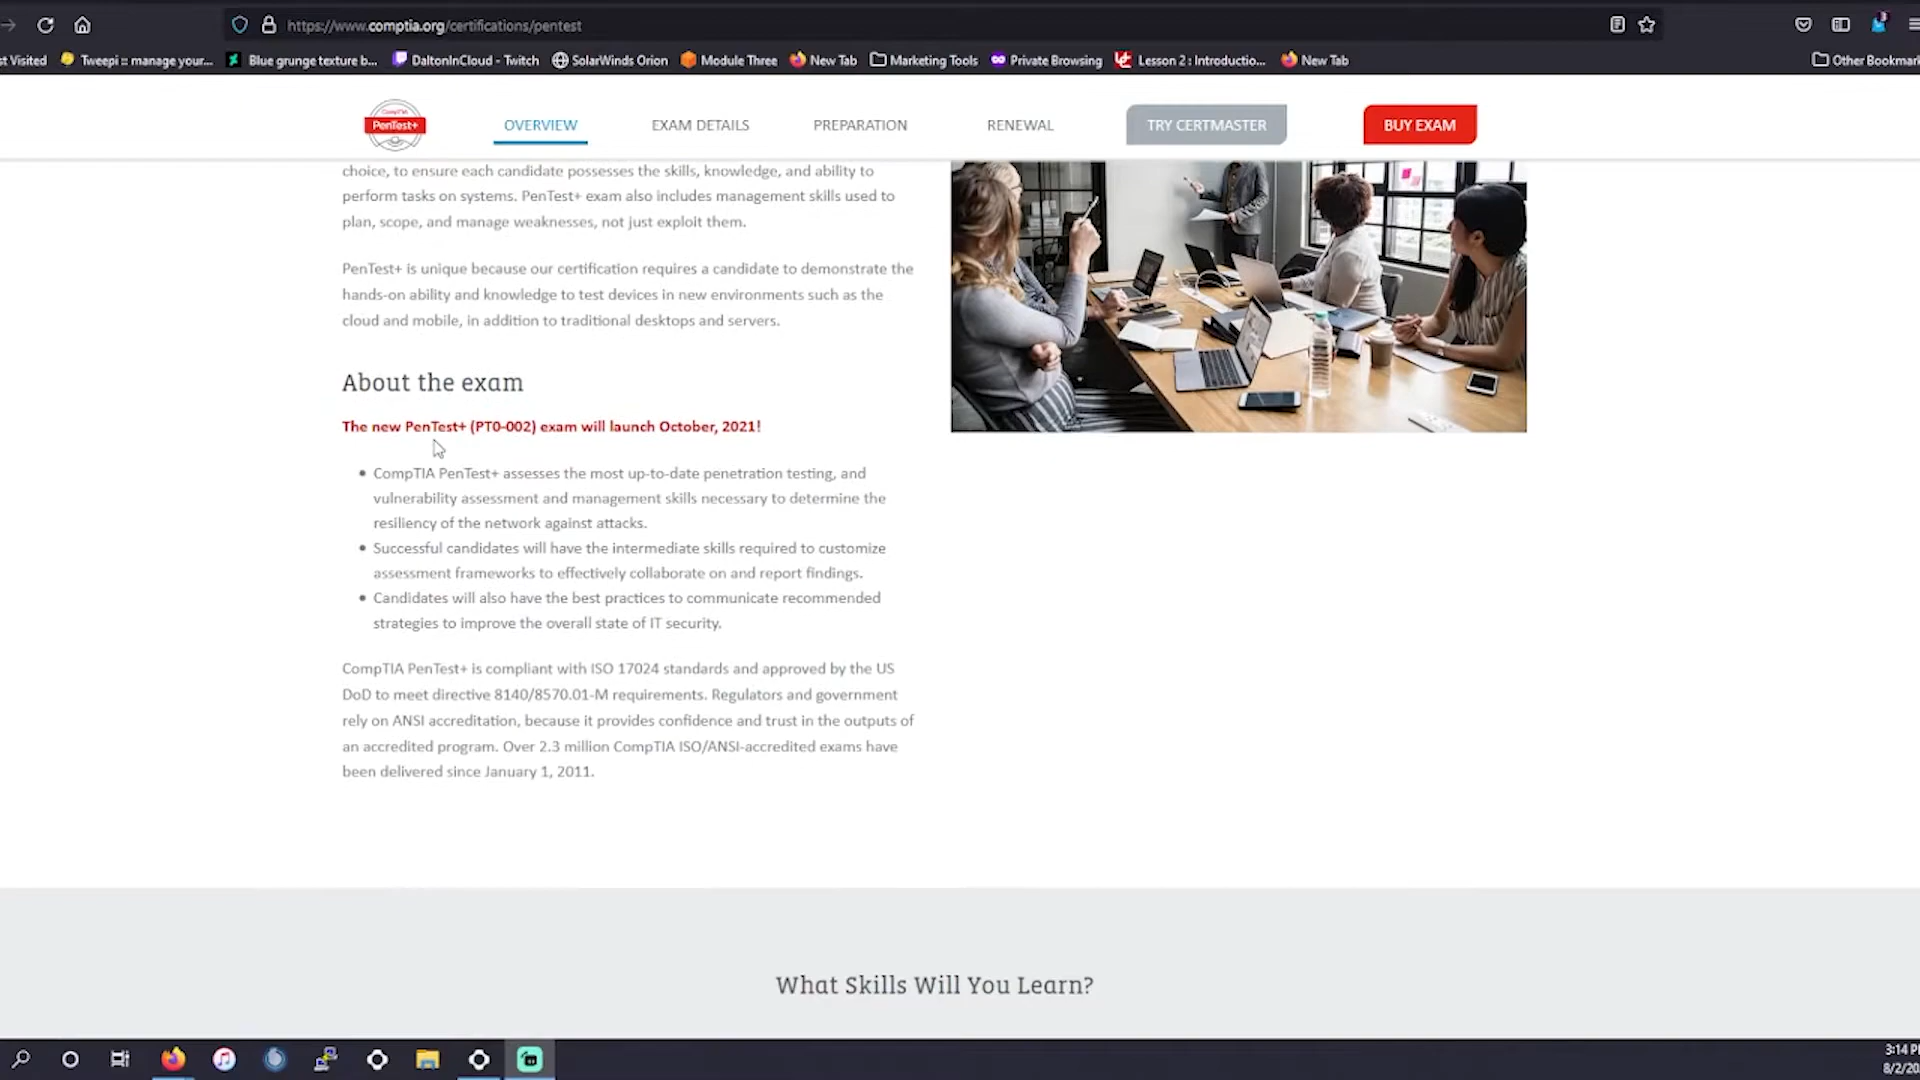 https://www.comptia.org/certifications/pentest
st Visited
Tweepi :: manage your...
Blue grunge texture b...
DaltonInCloud - Twitch
SolarWinds Orion
Module Three
New Tab
Marketing Tools
Private Browsing
Lesson 2 : Introductio...
New Tab
Other Bookmar
CompTIA
PenTest+
OVERVIEW
EXAM DETAILS
PREPARATION
RENEWAL
TRY CERTMASTER
BUY EXAM
choice, to ensure each candidate possesses the skills, knowledge, and ability to
perform tasks on systems. PenTest+ exam also includes management skills used to
plan, scope, and manage weaknesses, not just exploit them.
PenTest+ is unique because our certification requires a candidate to demonstrate the
hands-on ability and knowledge to test devices in new environments such as the
cloud and mobile, in addition to traditional desktops and servers.
About the exam
The new PenTest+ (PT0-002) exam will launch October, 2021!
• CompTIA PenTest+ assesses the most up-to-date penetration testing, and
vulnerability assessment and management skills necessary to determine the
resiliency of the network against attacks.
• Successful candidates will have the intermediate skills required to customize
assessment frameworks to effectively collaborate on and report findings.
• Candidates will also have the best practices to communicate recommended
strategies to improve the overall state of IT security.
CompTIA PenTest+ is compliant with ISO 17024 standards and approved by the US
DoD to meet directive 8140/8570.01-M requirements. Regulators and government
rely on ANSI accreditation, because it provides confidence and trust in the outputs of
an accredited program. Over 2.3 million CompTIA ISO/ANSI-accredited exams have
been delivered since January 1, 2011.
What Skills Will You Learn?
3:14 P
8/2/20